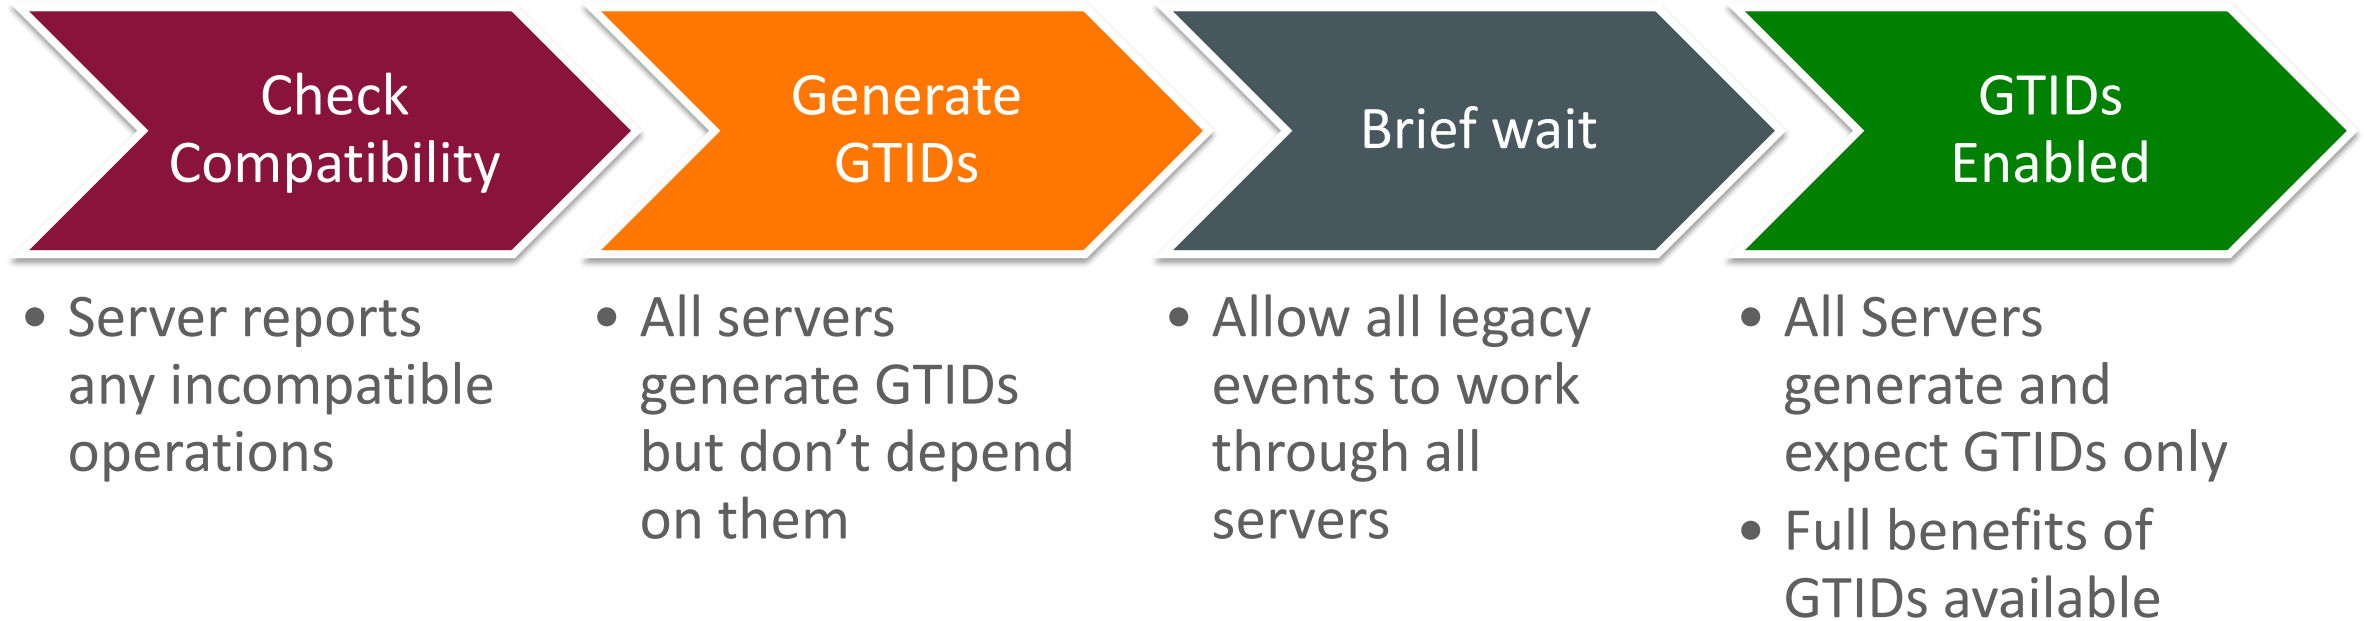 Check
Compatibility
• Server reports
any incompatible
operations
Generate
GTIDs
• All servers
generate GTIDs
but don’t depend
on them
Brief wait
• Allow all legacy
events to work
through all
servers
GTIDs
Enabled
• All Servers
generate and
expect GTIDs only
• Full benefits of
GTIDs available